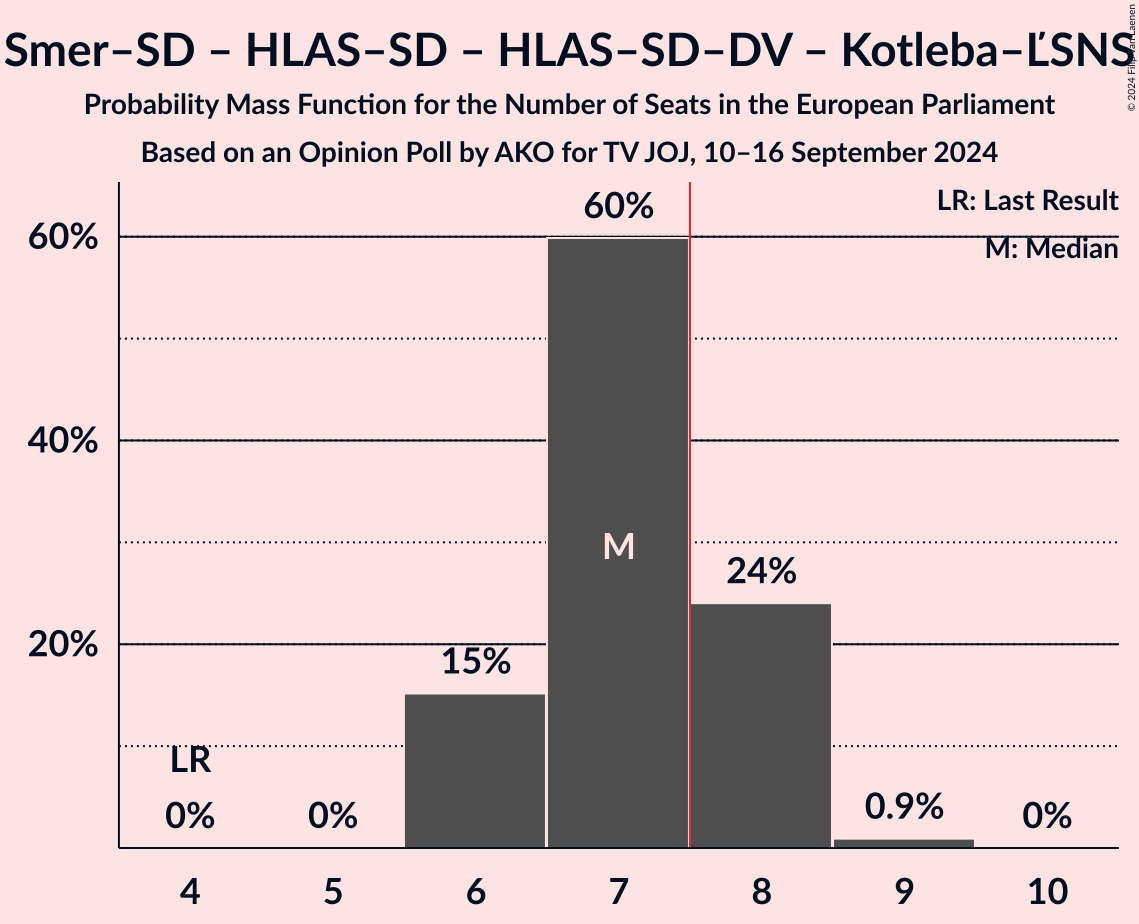 Smer–SD – HLAS–SD – HLAS–SD–DV – Kotleba–ĽSNS
Probability Mass Function for the Number of Seats in the European Parliament
Based on an Opinion Poll by AKO for TV JOJ, 10–16 September 2024
© 2024 Filip van Laenen
LR: Last Result
M: Median
60%
40%
20%
60%
M
24%
15%
LR
0%
0%
0.9%
0%
4
5
6
7
8
9
10